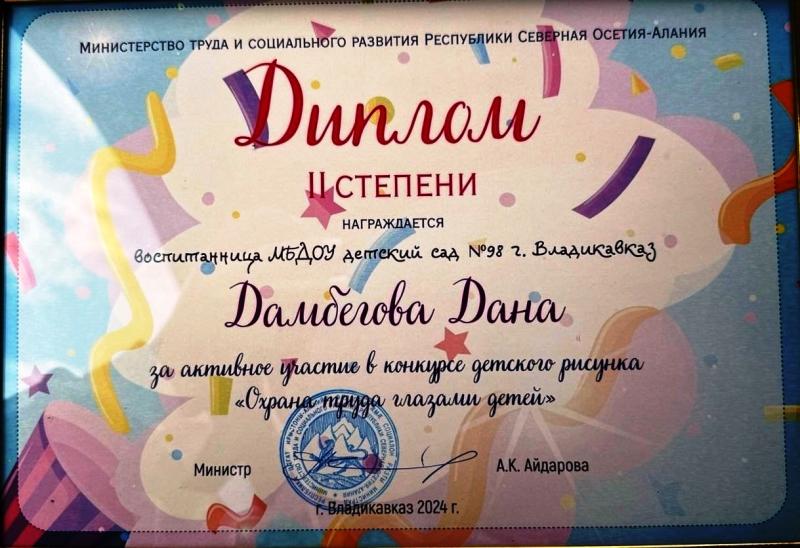 Министерство труда и социального развития Республики Северная Осетия-Алания
Диплом
II степени
награждается
воспитанница МБДОУ детский сад №98 г. Владикавказ
Дамбегова Дана
за активное участие в конкурсе детского рисунка
«Охрана труда глазами детей»
Министр
А.К. Айдарова
г. Владикавказ 2024 г.